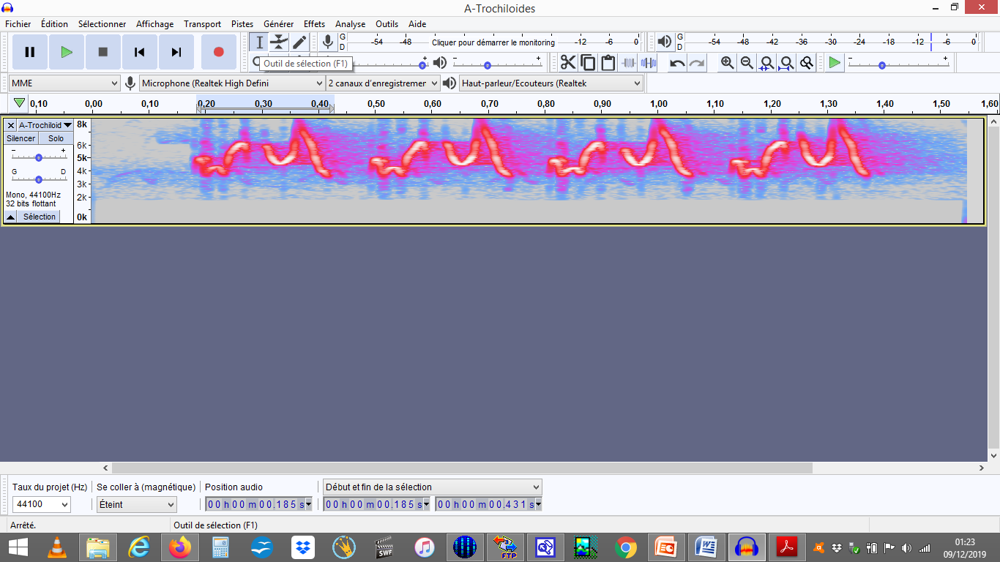 A-Trochiloides
Fichier Édition Sélectionner Affichage Transport Pistes Générer Effets Analyse Outils Aide
G D -54 -48 Cliquer pour démarrer le monitoring -12 -6 0 G D -54 -48 -42 -36 -30 -24 -18 -12 -6 0
Outil de sélection (F1) + - +
- +
MME Microphone (Realtek High Defini 2 canaux d'enregistremer Haut-parleur/Ecouteurs (Realtek
0,10 0,00 0,10 0,20 0,30 0,40 0,50 0,60 0,70 0,80 0,90 1,00 1,10 1,20 1,30 1,40 1,50 1,60
A-Trochiloid 8k
Silencer Solo
- + 6k
5k
G D 4k
3k
Mono, 44100Hz 2k
32 bits flottant
Sélection 0k
Taux du projet (Hz) Se coller à (magnétique) Position audio Début et fin de la sélection
44100 Éteint 00 h 00 m 00.185 s 00 h 00 m 00.185 s 00 h 00 m 00.431 s
Arrêté. Outil de sélection (F1)
SWF FTP
01:23
09/12/2019